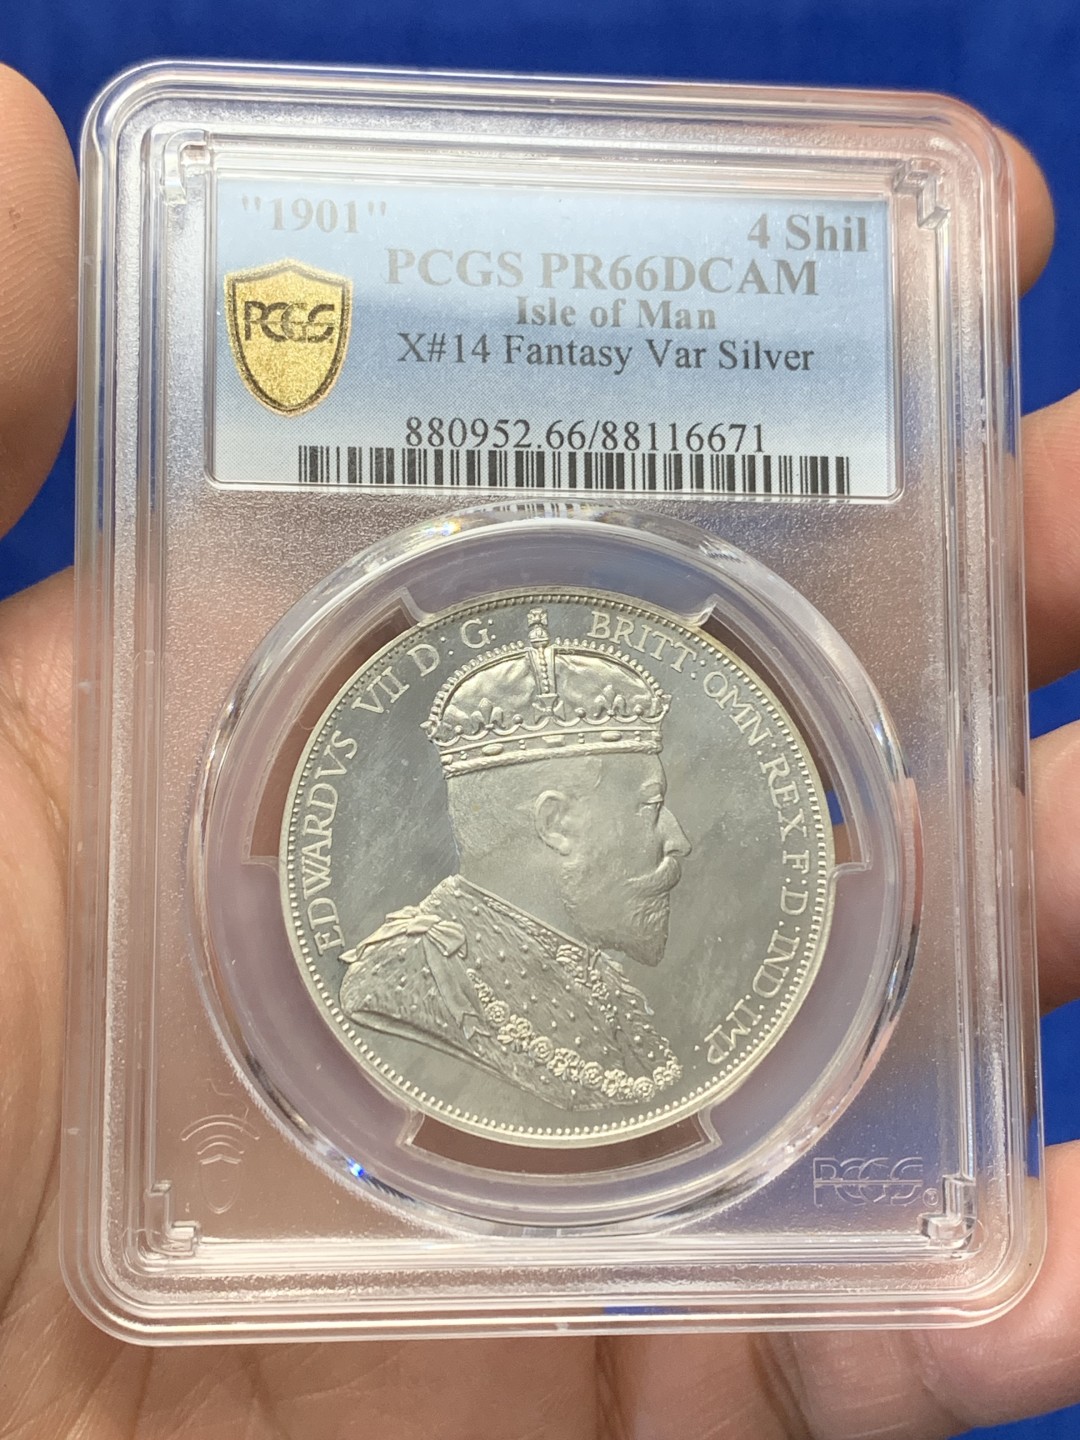 "1901" 4 Shil
PCGS PR66DCAM
Isle of Man
X#14 Fantasy Var Silver
PCGS
880952.66/88116671
EDWARDVS VII D: G: BRITT: OMN: REX F: D: IND: IMP.
PCGS